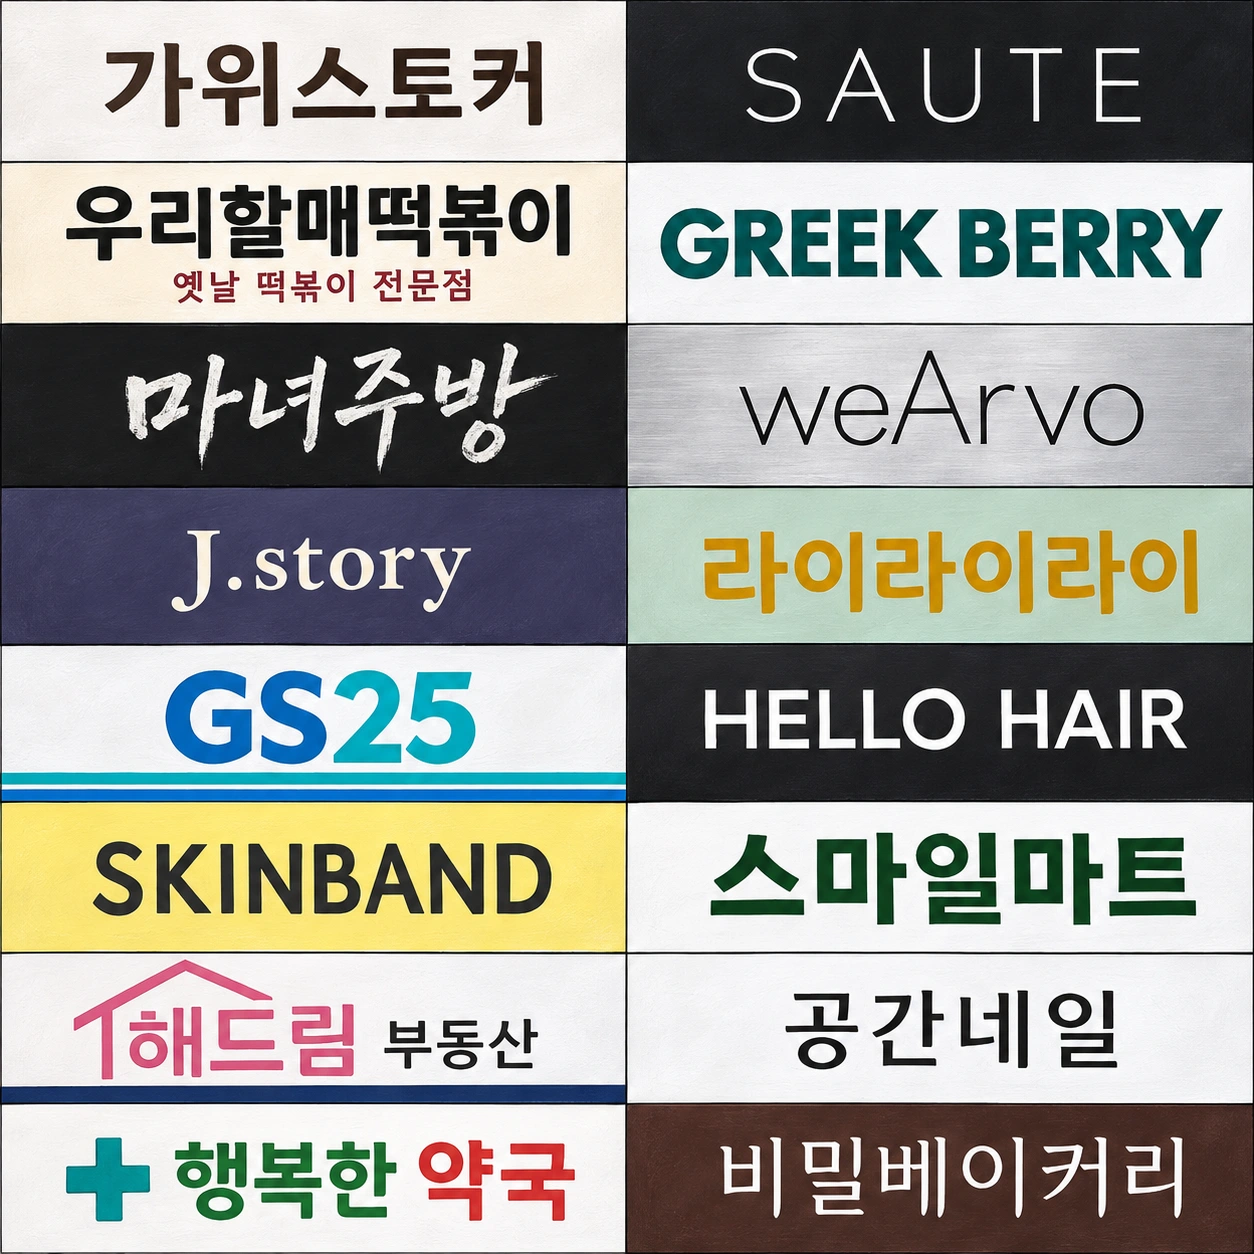 가위스토커
SAUTE
우리할매떡볶이
옛날 떡볶이 전문점
GREEK BERRY
마녀주방
weArvo
J.story
라이라이라이
GS25
HELLO HAIR
SKINBAND
스마일마트
해드림 부동산
공간네일
행복한 약국
비밀베이커리